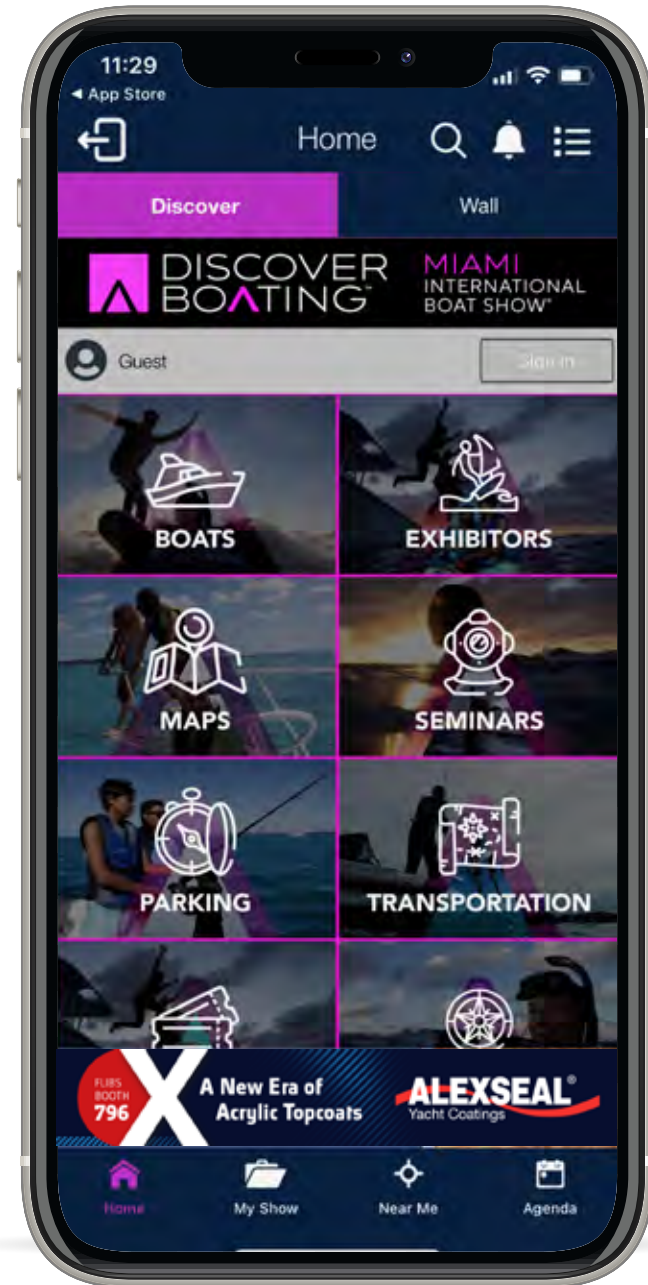 11:29
◀ App Store
Home
Discover
Wall
DISCOVER
BOATING™
MIAMI
INTERNATIONAL
BOAT SHOW®
Guest
Sign in
BOATS
EXHIBITORS
MAPS
SEMINARS
PARKING
TRANSPORTATION
FLIBS
BOOTH
796
X
A New Era of
Acrylic Topcoats
ALEXSEAL®
Yacht Coatings
Home
My Show
Near Me
Agenda